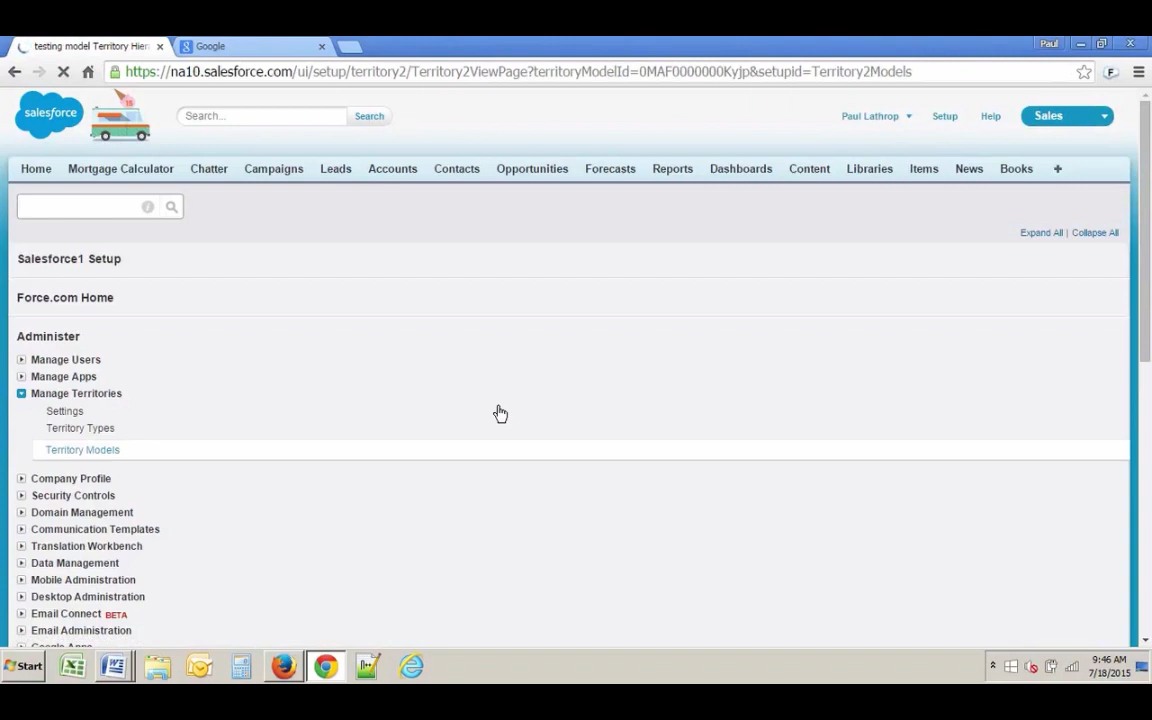 testing model Territory Hier
Google
Paul
https://na10.salesforce.com/ui/setup/territory2/Territory2ViewPage?territoryModelId=0MAF0000000Kyjp&setupid=Territory2Models
F
salesforce
15
Search...
Search
Paul Lathrop
Setup
Help
Sales
Home
Mortgage Calculator
Chatter
Campaigns
Leads
Accounts
Contacts
Opportunities
Forecasts
Reports
Dashboards
Content
Libraries
Items
News
Books
+
Expand All | Collapse All
Salesforce1 Setup
Force.com Home
Administer
Manage Users
Manage Apps
Manage Territories
Settings
Territory Types
Territory Models
Company Profile
Security Controls
Domain Management
Communication Templates
Translation Workbench
Data Management
Mobile Administration
Desktop Administration
Email Connect BETA
Email Administration
Google Apps
Start
9:46 AM
7/18/2015